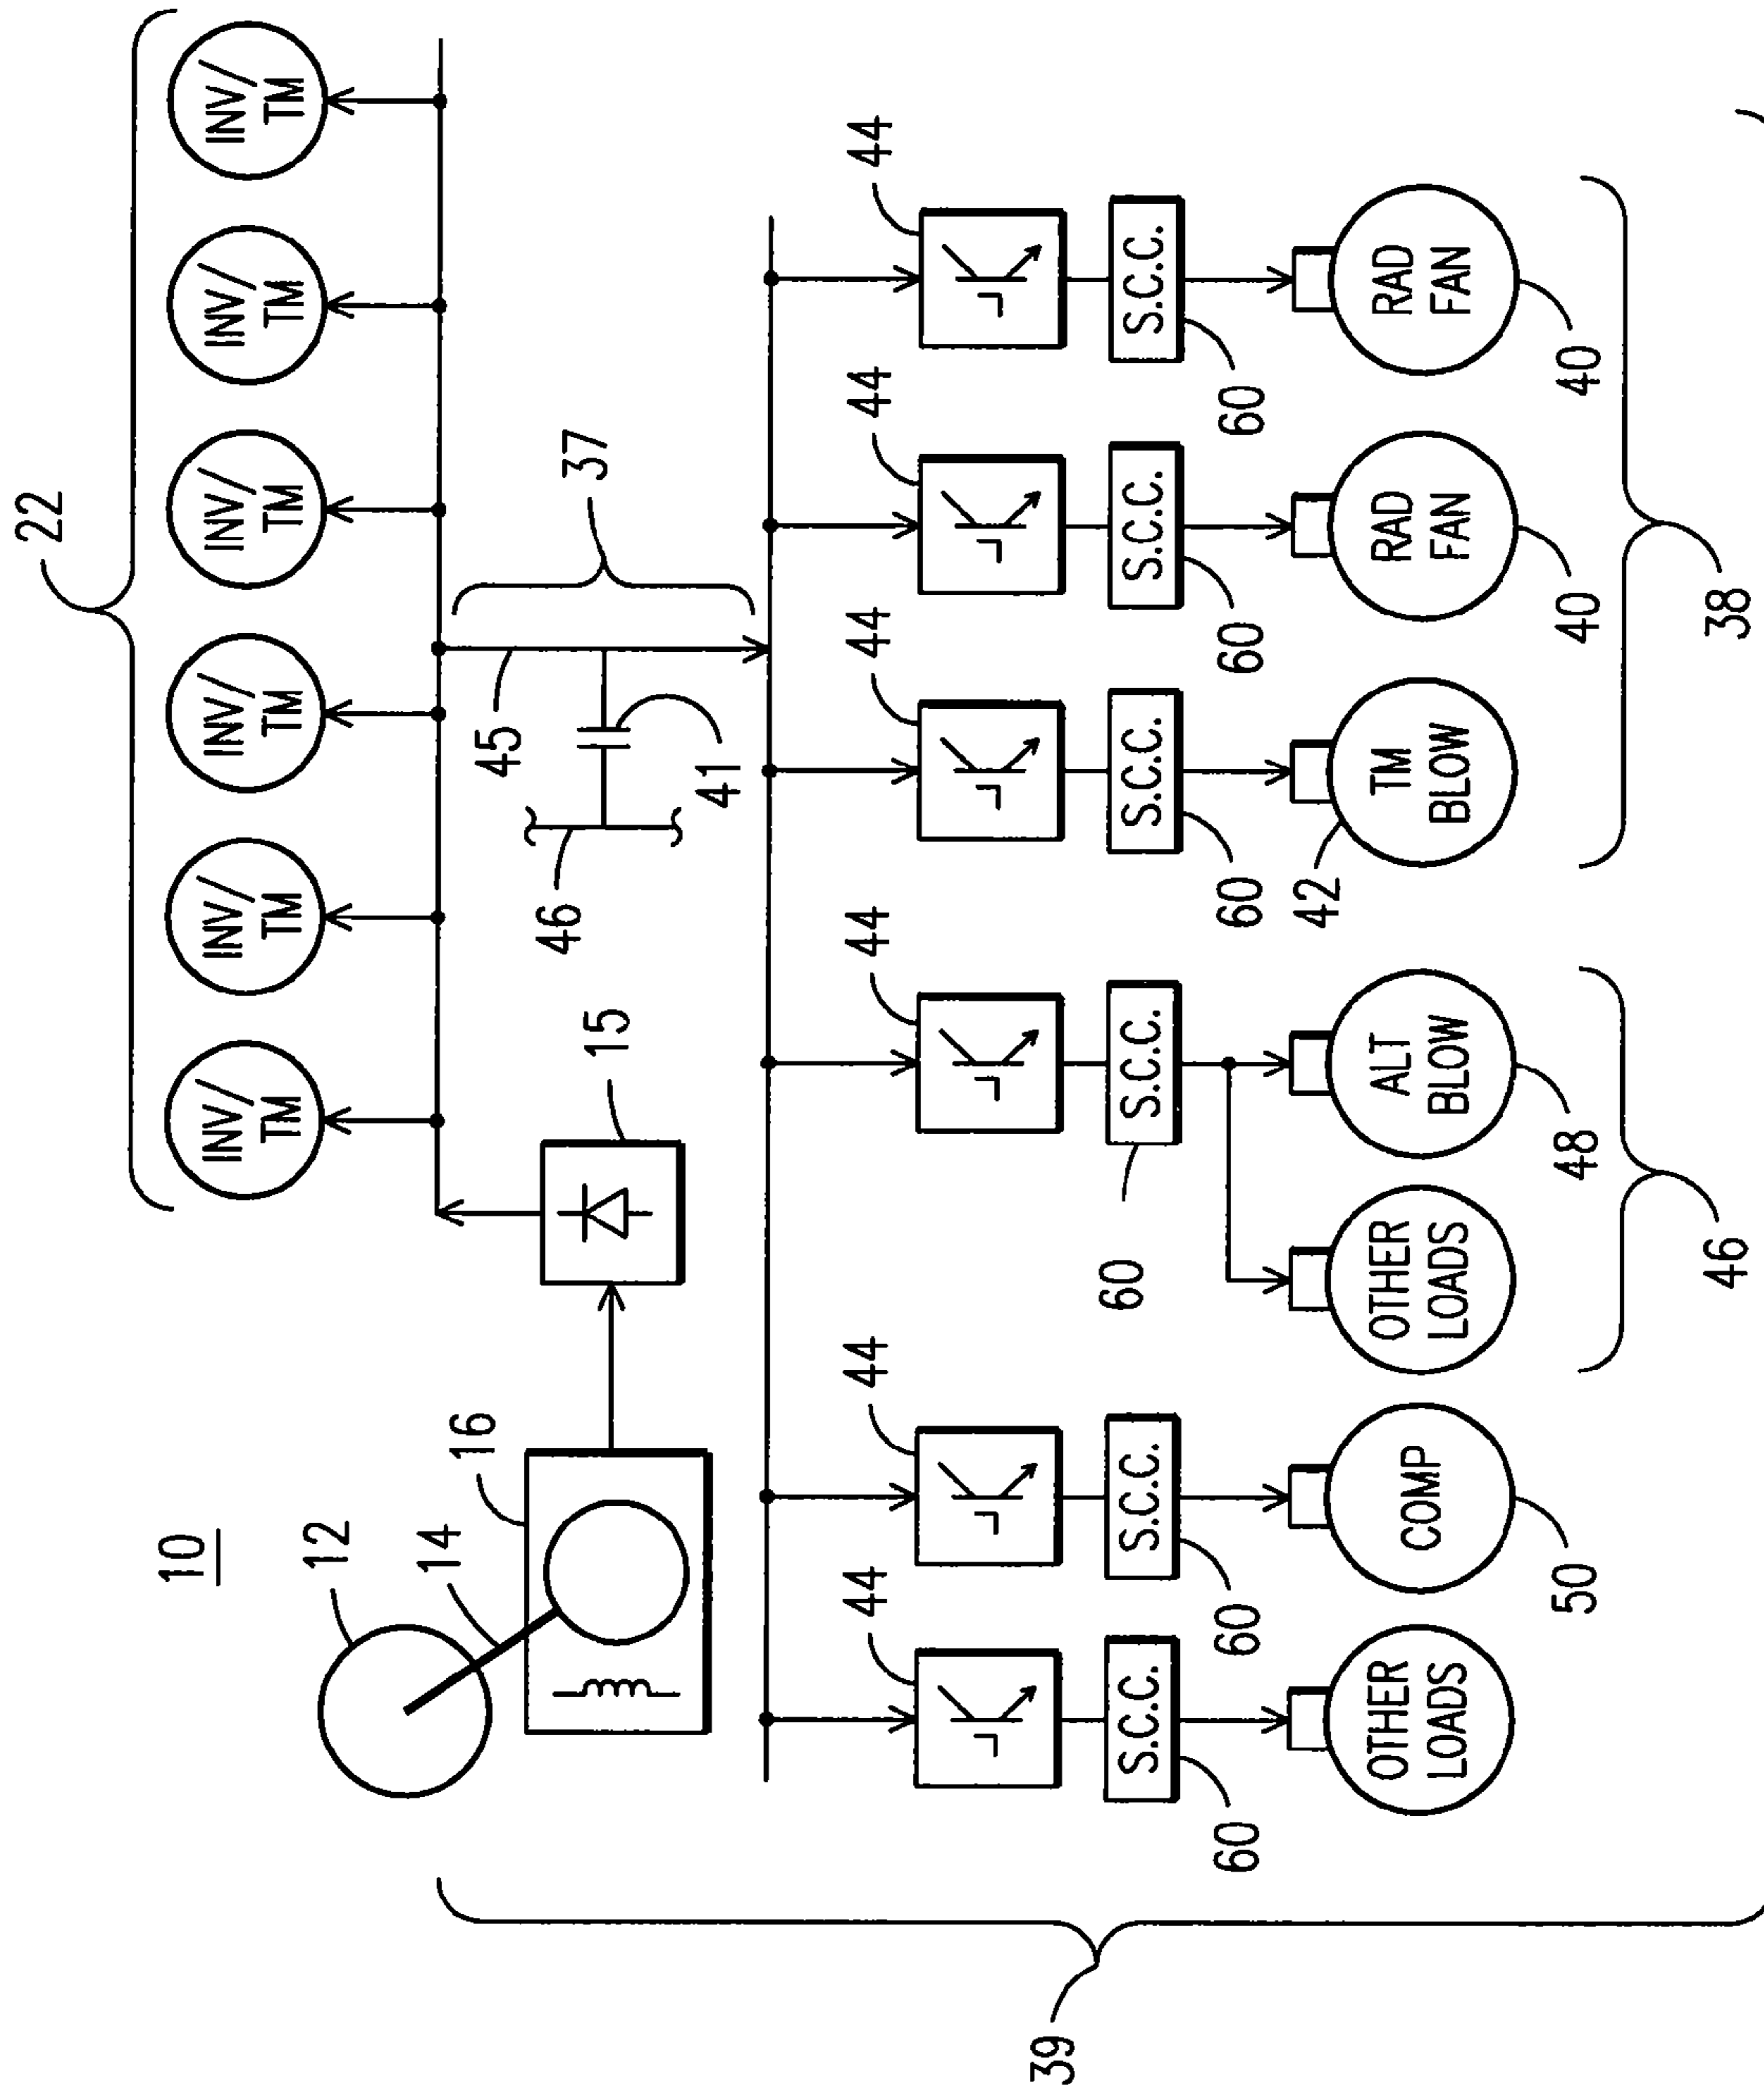 22
INV/
TM
INV/
TM
INV/
TM
INV/
TM
INV/
TM
INV/
TM
10
12
14
16
15
45
37
46
41
44
44
44
44
44
44
S.C.C.
S.C.C.
S.C.C.
S.C.C.
S.C.C.
S.C.C.
60
60
60
60
60
60
OTHER
LOADS
COMP
OTHER
LOADS
ALT
BLOW
TM
BLOW
RAD
FAN
RAD
FAN
50
48
42
40
40
46
38
39